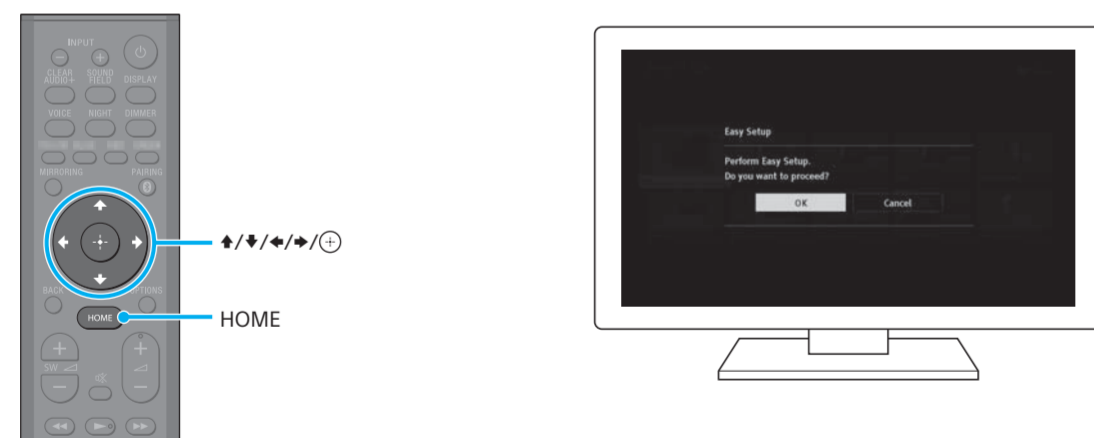 INPUT
CLEAR AUDIO+
SOUND FIELD
DISPLAY
VOICE
NIGHT
DIMMER
MIRRORING
PAIRING
BACK
OPTIONS
HOME
SW
↑/↓/←/→/
HOME
Easy Setup
Perform Easy Setup.
Do you want to proceed?
OK
Cancel